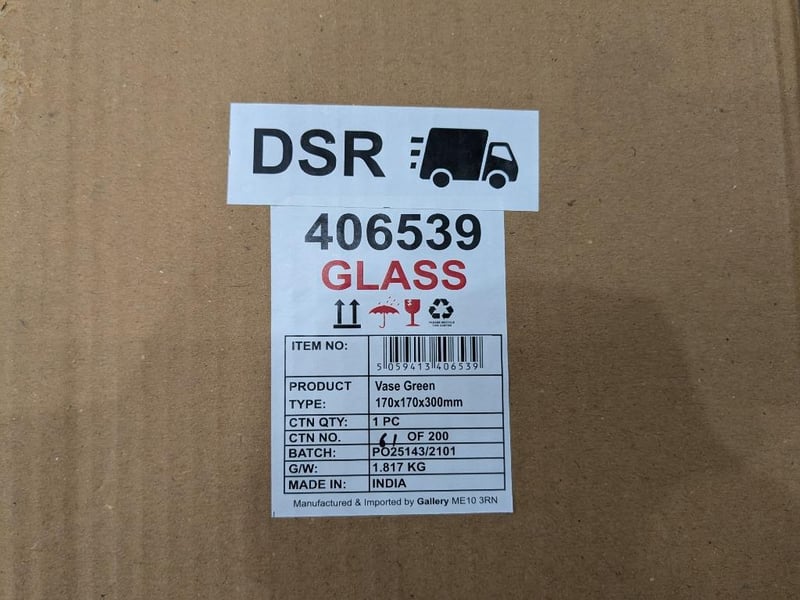 DSR
406539
GLASS
ITEM NO:
5 059413 406539
PRODUCT TYPE: Vase Green 170x170x300mm
CTN QTY: 1 PC
CTN NO. 61 OF 200
BATCH: PO25143/2101
G/W: 1.817 KG
MADE IN: INDIA
Manufactured & Imported by Gallery ME10 3RN